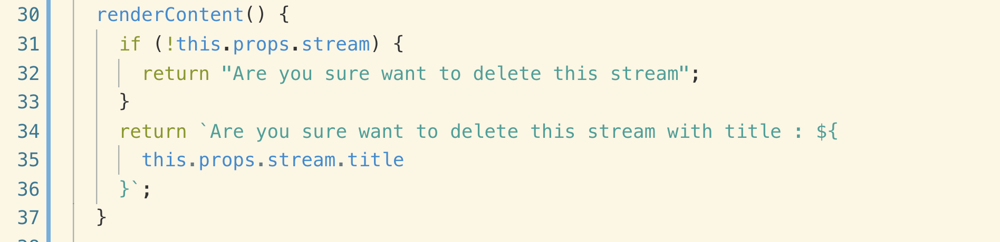 30 renderContent() {
31 if (!this.props.stream) {
32 return "Are you sure want to delete this stream";
33 }
34 return `Are you sure want to delete this stream with title : ${
35 this.props.stream.title
36 }`;
37 }